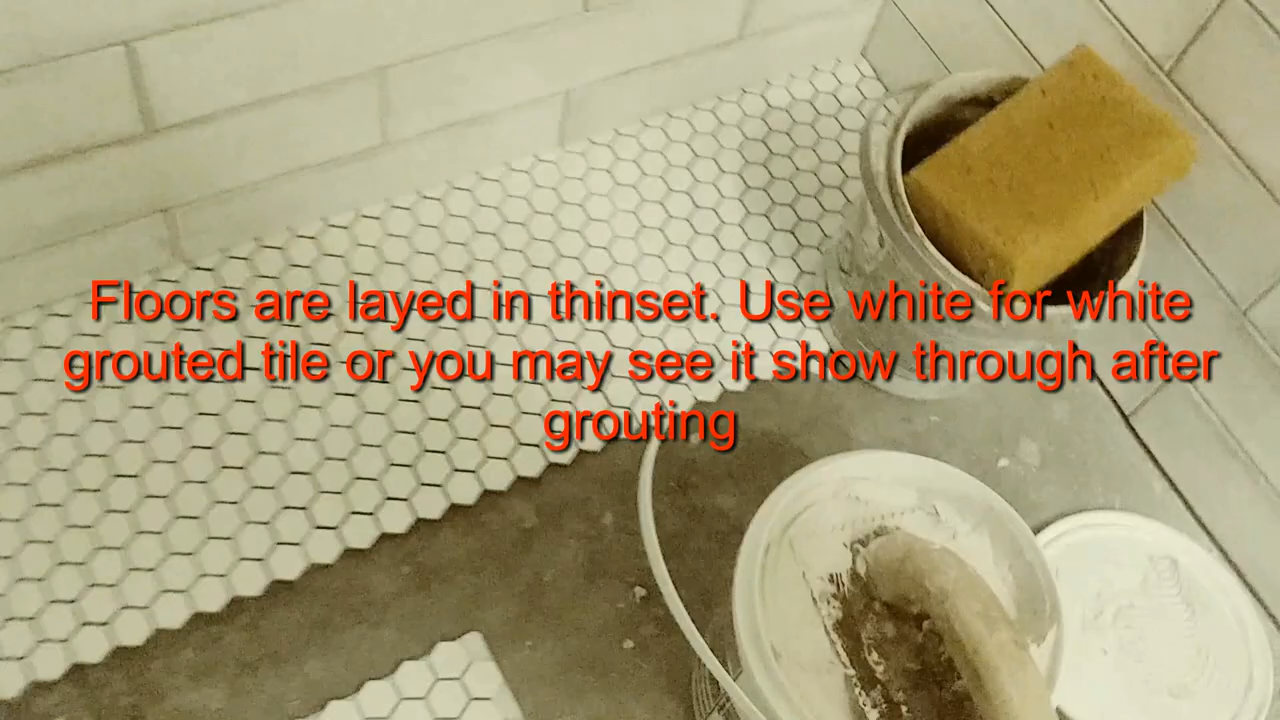 Floors are layed in thinset. Use white for white
grouted tile or you may see it show through after
grouting